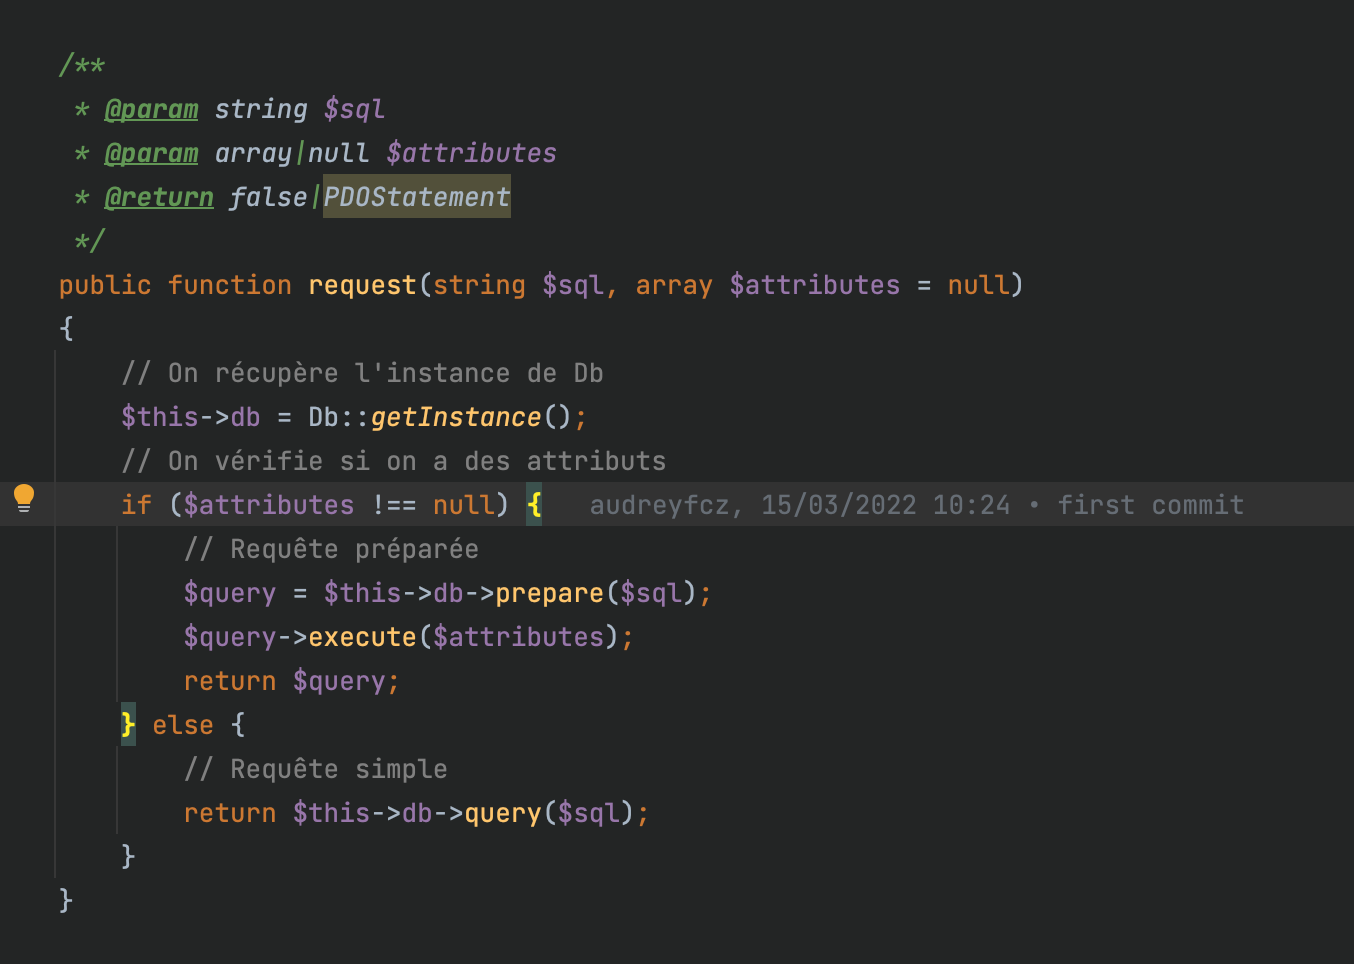 /**
 * @param string $sql
 * @param array|null $attributes
 * @return false|PDOStatement
 */
public function request(string $sql, array $attributes = null)
{
    // On récupère l'instance de Db
    $this->db = Db::getInstance();
    // On vérifie si on a des attributs
    if ($attributes !== null) {   audreyfcz, 15/03/2022 10:24 • first commit
        // Requête préparée
        $query = $this->db->prepare($sql);
        $query->execute($attributes);
        return $query;
    } else {
        // Requête simple
        return $this->db->query($sql);
    }
}